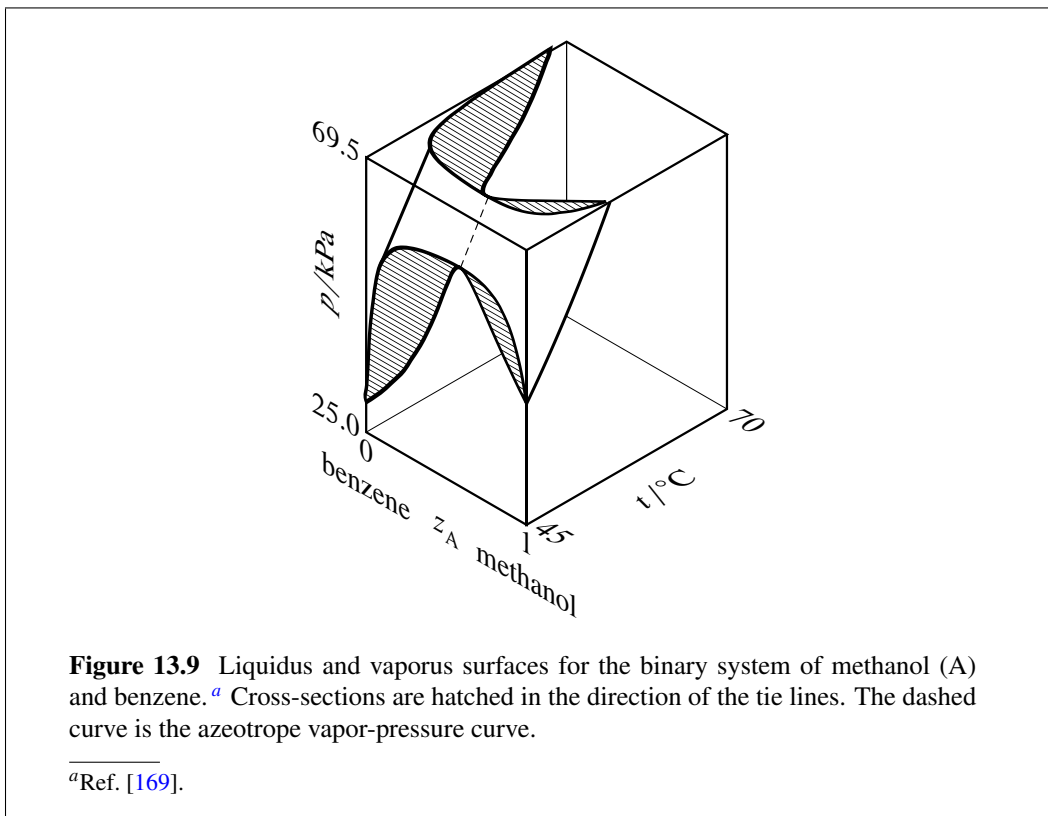 69.5
p/kPa
25.0
0
benzene zA methanol
1
45
t/°C
70
Figure 13.9 Liquidus and vaporus surfaces for the binary system of methanol (A)
and benzene. a Cross-sections are hatched in the direction of the tie lines. The dashed
curve is the azeotrope vapor-pressure curve.
aRef. [169].